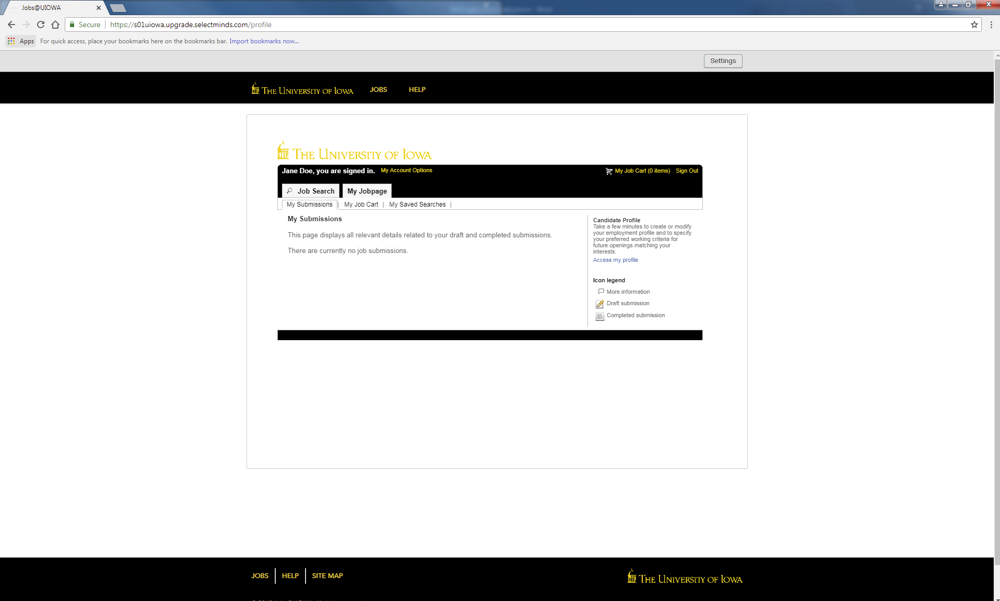 Jobs@UIOWA
Secure https://s01uiowa.upgrade.selectminds.com/profile
Apps For quick access, place your bookmarks here on the bookmarks bar. Import bookmarks now...
Settings
THE UNIVERSITY OF IOWA JOBS HELP
THE UNIVERSITY OF IOWA
Jane Doe, you are signed in. My Account Options My Job Cart (0 items) Sign Out
Job Search My Jobpage
My Submissions | My Job Cart | My Saved Searches |
My Submissions
This page displays all relevant details related to your draft and completed submissions.
There are currently no job submissions.
Candidate Profile
Take a few minutes to create or modify
your employment profile and to specify
your preferred working criteria for
future openings matching your
interests.
Access my profile
Icon legend
More information
Draft submission
Completed submission
JOBS HELP SITE MAP
THE UNIVERSITY OF IOWA